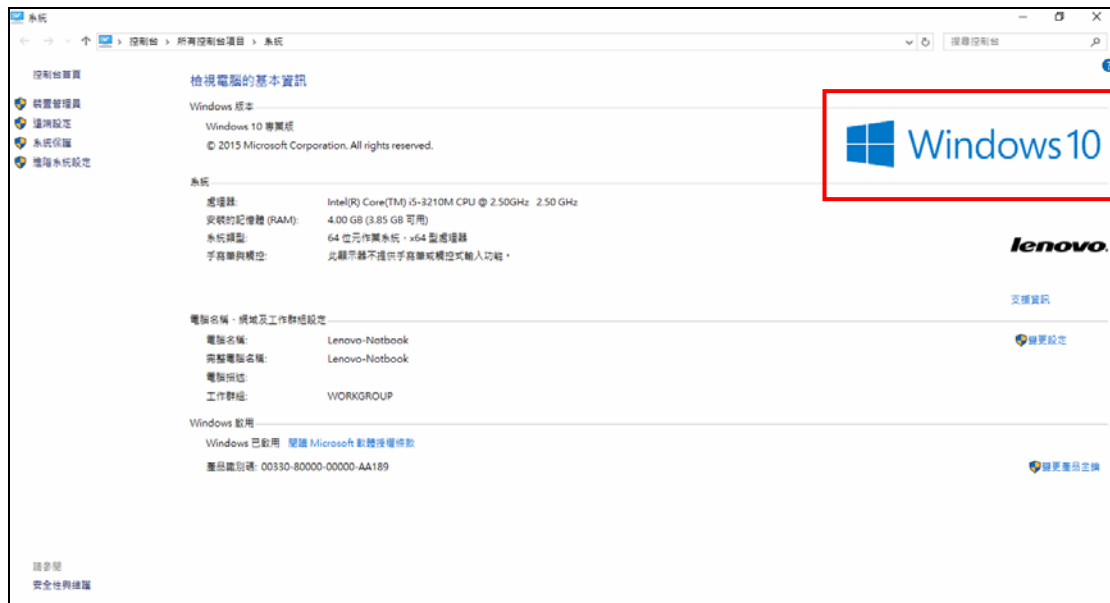 系統
控制台 › 所有控制台項目 › 系統
搜尋控制台
控制台首頁
裝置管理員
遠端設定
系統保護
進階系統設定
檢視電腦的基本資訊
Windows 版本
Windows 10 專業版
© 2015 Microsoft Corporation. All rights reserved.
Windows 10
系統
處理器: Intel(R) Core(TM) i5-3210M CPU @ 2.50GHz 2.50 GHz
安裝的記憶體 (RAM): 4.00 GB (3.85 GB 可用)
系統類型: 64 位元作業系統，x64 型處理器
手寫筆與觸控: 此顯示器不提供手寫筆或觸控式輸入功能。
lenovo.
支援資訊
電腦名稱、網域及工作群組設定
電腦名稱: Lenovo-Notbook
變更設定
完整電腦名稱: Lenovo-Notbook
電腦描述:
工作群組: WORKGROUP
Windows 啟用
Windows 已啟用 閱讀 Microsoft 軟體授權條款
產品識別碼: 00330-80000-00000-AA189
變更產品金鑰
請參閱
安全性與維護